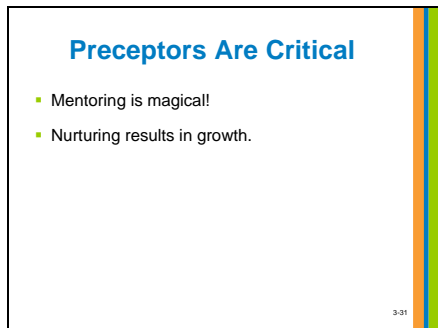 Preceptors Are Critical
▪ Mentoring is magical!
▪ Nurturing results in growth.
3-31